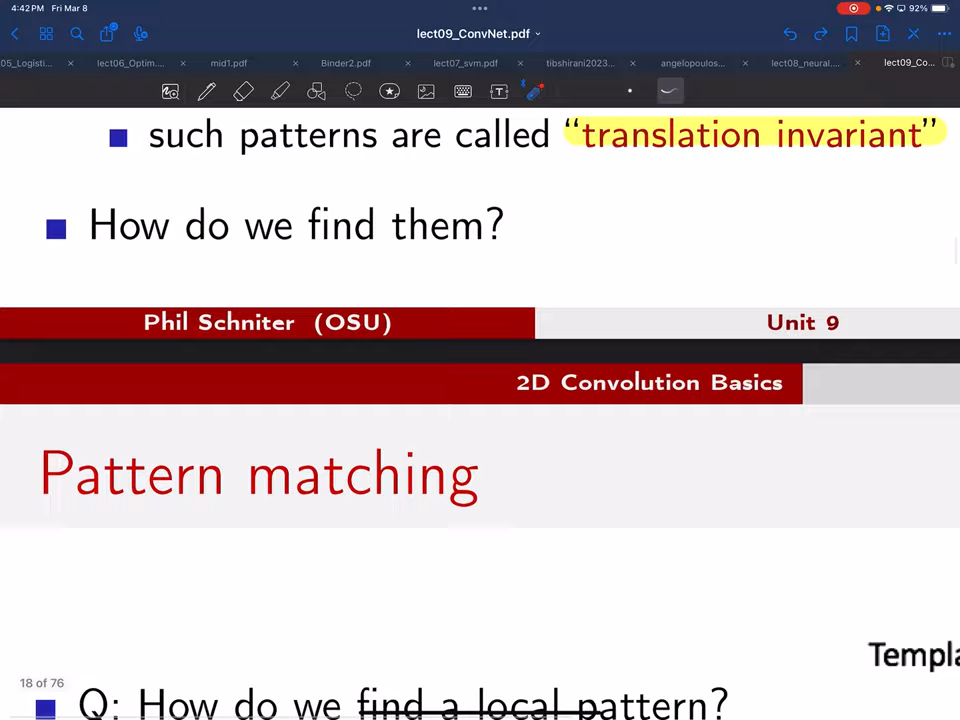 4:42 PM Fri Mar 8
92%
lect09_ConvNet.pdf
05_Logisti...
lect06_Optim...
mid1.pdf
Binder2.pdf
lect07_svm.pdf
tibshirani2023...
angelopoulos...
lect08_neural....
lect09_Co...
such patterns are called “translation invariant”
How do we find them?
Phil Schniter (OSU)
Unit 9
2D Convolution Basics
Pattern matching
Templa
18 of 76
Q: How do we find a local pattern?